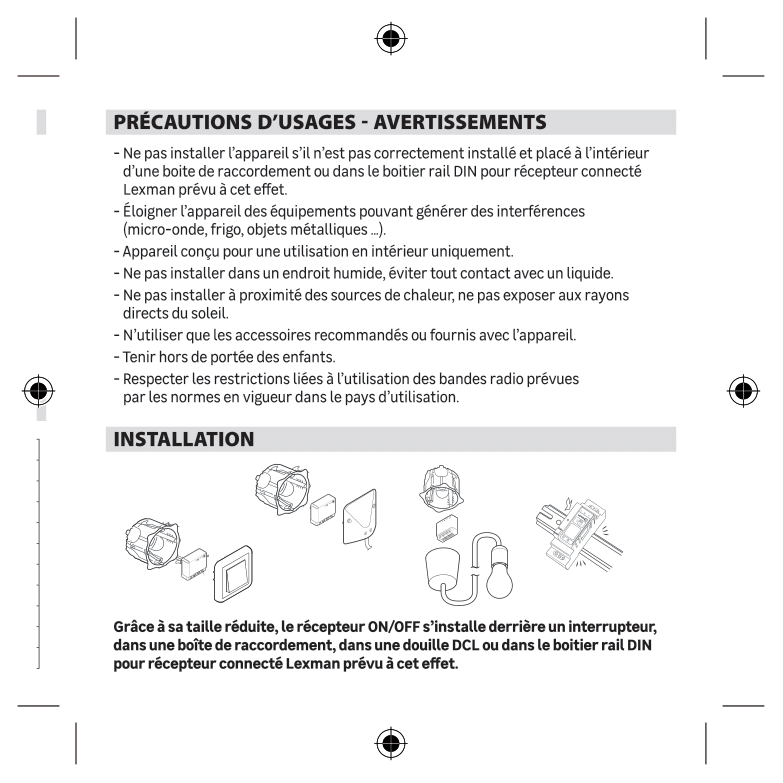 PRÉCAUTIONS D’USAGES - AVERTISSEMENTS
- Ne pas installer l’appareil s’il n’est pas correctement installé et placé à l’intérieur
d’une boite de raccordement ou dans le boitier rail DIN pour récepteur connecté
Lexman prévu à cet effet.
- Éloigner l’appareil des équipements pouvant générer des interférences
(micro-onde, frigo, objets métalliques ...).
- Appareil conçu pour une utilisation en intérieur uniquement.
- Ne pas installer dans un endroit humide, éviter tout contact avec un liquide.
- Ne pas installer à proximité des sources de chaleur, ne pas exposer aux rayons
directs du soleil.
- N’utiliser que les accessoires recommandés ou fournis avec l’appareil.
- Tenir hors de portée des enfants.
- Respecter les restrictions liées à l’utilisation des bandes radio prévues
par les normes en vigueur dans le pays d’utilisation.
INSTALLATION
Grâce à sa taille réduite, le récepteur ON/OFF s’installe derrière un interrupteur,
dans une boîte de raccordement, dans une douille DCL ou dans le boitier rail DIN
pour récepteur connecté Lexman prévu à cet effet.